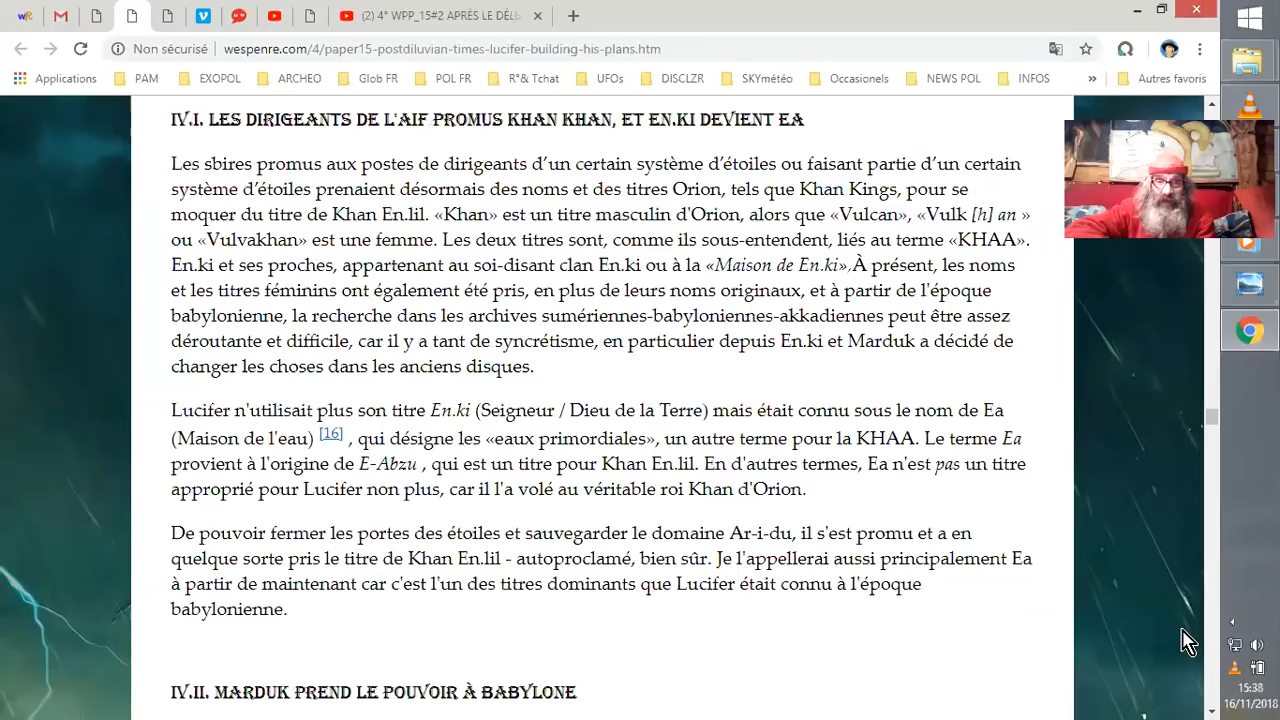 (2) 4° WPP_15#2 APRÈS LE DÉL
Non sécurisé
wespenre.com/4/paper15-postdiluvian-times-lucifer-building-his-plans.htm
Applications
PAM
EXOPOL
ARCHEO
Glob FR
POL FR
R°& Tchat
UFOs
DISCLZR
SKYmétéo
Occasionels
NEWS POL
INFOS
»
Autres favoris
IV.I. LES DIRIGEANTS DE L'AIF PROMUS KHAN KHAN, ET EN.KI DEVIENT EA
Les sbires promus aux postes de dirigeants d’un certain système d’étoiles ou faisant partie d’un certain
système d’étoiles prenaient désormais des noms et des titres Orion, tels que Khan Kings, pour se
moquer du titre de Khan En.lil. «Khan» est un titre masculin d'Orion, alors que «Vulcan», «Vulk [h] an »
ou «Vulvakhan» est une femme. Les deux titres sont, comme ils sous-entendent, liés au terme «KHAA».
En.ki et ses proches, appartenant au soi-disant clan En.ki ou à la «Maison de En.ki».À présent, les noms
et les titres féminins ont également été pris, en plus de leurs noms originaux, et à partir de l'époque
babylonienne, la recherche dans les archives sumériennes-babyloniennes-akkadiennes peut être assez
déroutante et difficile, car il y a tant de syncrétisme, en particulier depuis En.ki et Marduk a décidé de
changer les choses dans les anciens disques.
Lucifer n'utilisait plus son titre En.ki (Seigneur / Dieu de la Terre) mais était connu sous le nom de Ea
(Maison de l'eau) [16] , qui désigne les «eaux primordiales», un autre terme pour la KHAA. Le terme Ea
provient à l'origine de E-Abzu , qui est un titre pour Khan En.lil. En d'autres termes, Ea n'est pas un titre
approprié pour Lucifer non plus, car il l'a volé au véritable roi Khan d'Orion.
De pouvoir fermer les portes des étoiles et sauvegarder le domaine Ar-i-du, il s'est promu et a en
quelque sorte pris le titre de Khan En.lil - autoproclamé, bien sûr. Je l'appellerai aussi principalement Ea
à partir de maintenant car c'est l'un des titres dominants que Lucifer était connu à l'époque
babylonienne.
IV.II. MARDUK PREND LE POUVOIR À BABYLONE
15:38
16/11/2018